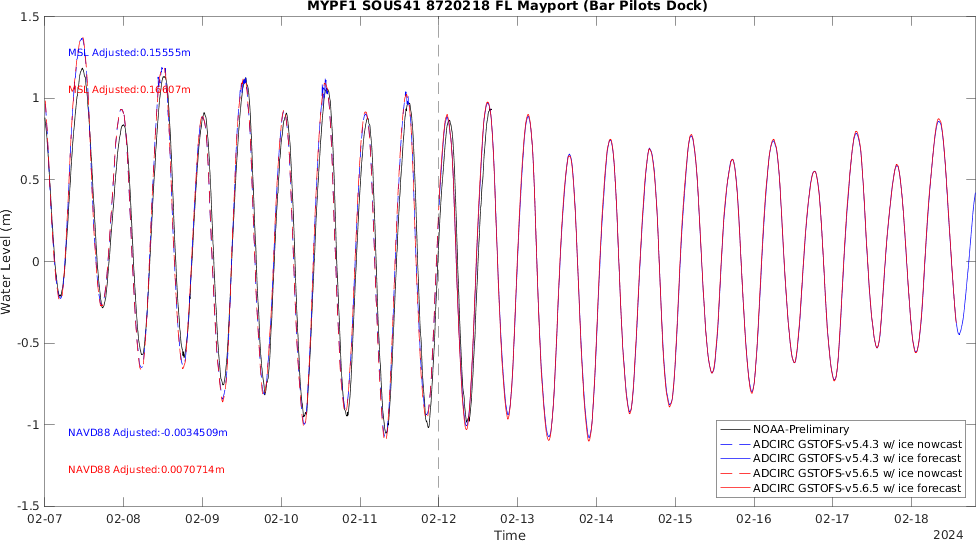 MYPF1 SOUS41 8720218 FL Mayport (Bar Pilots Dock)
1.5
MSL Adjusted:0.15555m
1
MSL Adjusted:0.16607m
0.5
0
Water Level (m)
-0.5
-1
NAVD88 Adjusted:-0.0034509m
NAVD88 Adjusted:0.0070714m
-1.5
NOAA-Preliminary
ADCIRC GSTOFS-v5.4.3 w/ ice nowcast
ADCIRC GSTOFS-v5.4.3 w/ ice forecast
ADCIRC GSTOFS-v5.6.5 w/ ice nowcast
ADCIRC GSTOFS-v5.6.5 w/ ice forecast
02-07 02-08 02-09 02-10 02-11 02-12 02-13 02-14 02-15 02-16 02-17 02-18
Time
2024